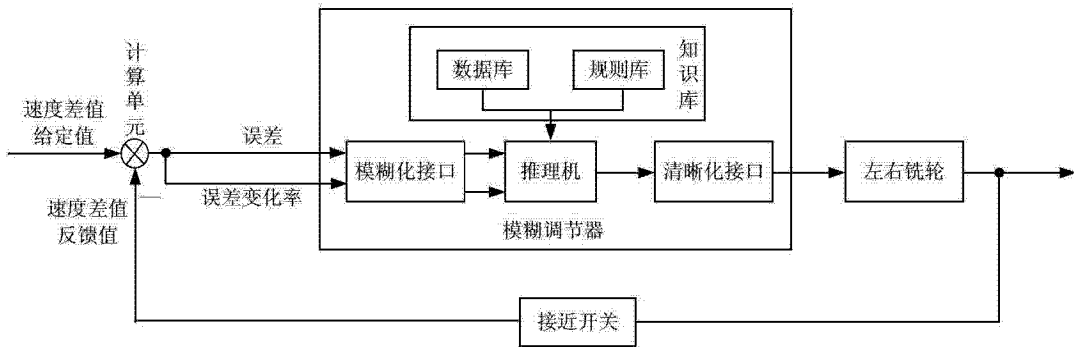 计算单元
速度差值
给定值
速度差值
反馈值
误差
误差变化率
数据库
规则库
知识库
模糊化接口
推理机
清晰化接口
模糊调节器
左右铣轮
接近开关